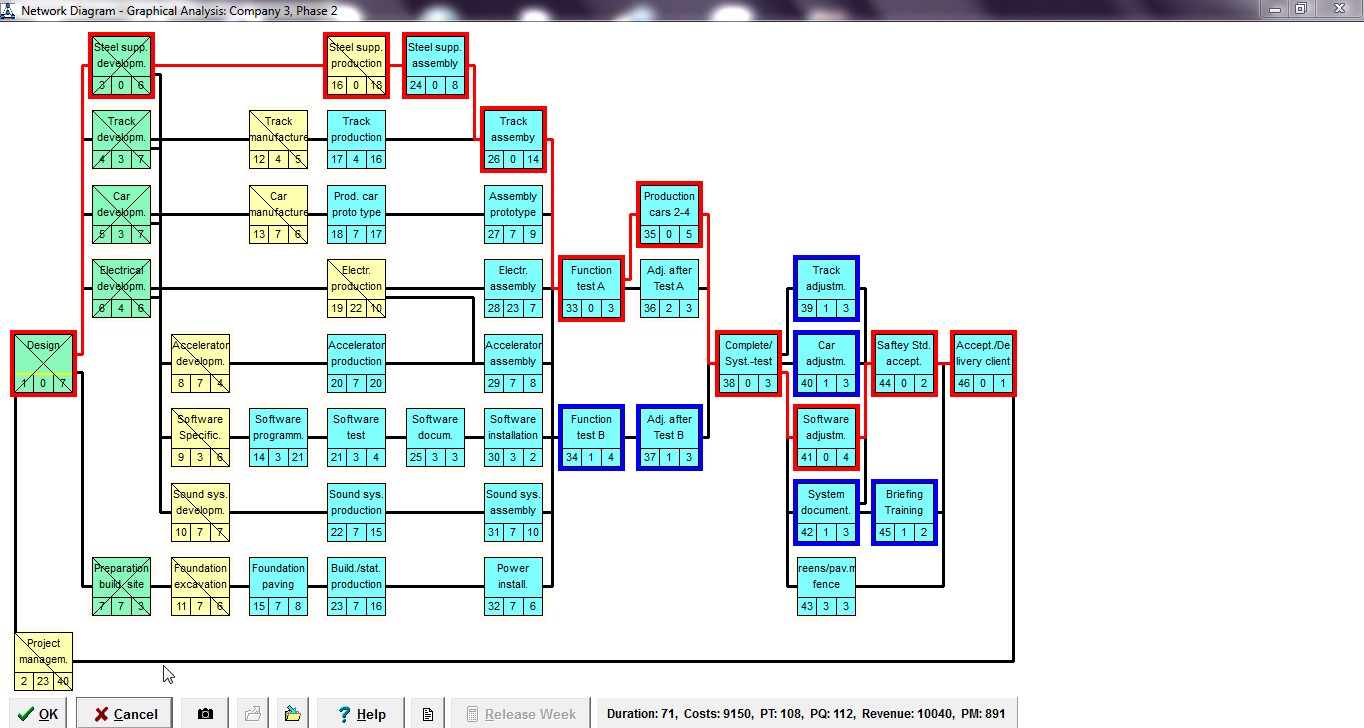 Network Diagram - Graphical Analysis: Company 3, Phase 2
Steel supp.
developm.
3 0 6
Steel supp.
production
16 0 18
Steel supp.
assembly
24 0 8
Track
developm.
4 3 7
Track
manufacture
12 4 5
Track
production
17 4 16
Track
assemby
26 0 14
Car
developm.
5 3 7
Car
manufacture
13 7 6
Prod. car
proto type
18 7 17
Assembly
prototype
27 7 9
Production
cars 2-4
35 0 5
Electrical
developm.
6 4 6
Electr.
production
19 22 10
Electr.
assembly
28 23 7
Function
test A
33 0 3
Adj. after
Test A
36 2 3
Track
adjustm.
39 1 3
Design
1 0 7
Accelerator
developm.
8 7 4
Accelerator
production
20 7 20
Accelerator
assembly
29 7 8
Complete/
Syst.-test
38 0 3
Car
adjustm.
40 1 3
Saftey Std.
accept.
44 0 2
Accept./De
livery client
46 0 1
Software
Specific.
9 3 6
Software
programm.
14 3 21
Software
test
21 3 4
Software
docum.
25 3 3
Software
installation
30 3 2
Function
test B
34 1 4
Adj. after
Test B
37 1 3
Software
adjustm.
41 0 4
Sound sys.
developm.
10 7 7
Sound sys.
production
22 7 15
Sound sys.
assembly
31 7 10
System
document.
42 1 3
Briefing
Training
45 1 2
Preparation
build. site
7 7 3
Foundation
excavation
11 7 6
Foundation
paving
15 7 8
Build./stat.
production
23 7 16
Power
install.
32 7 6
reens/pav.m
fence
43 3 3
Project
managem.
2 23 40
OK Cancel ? Help Release Week Duration: 71, Costs: 9150, PT: 108, PQ: 112, Revenue: 10040, PM: 891